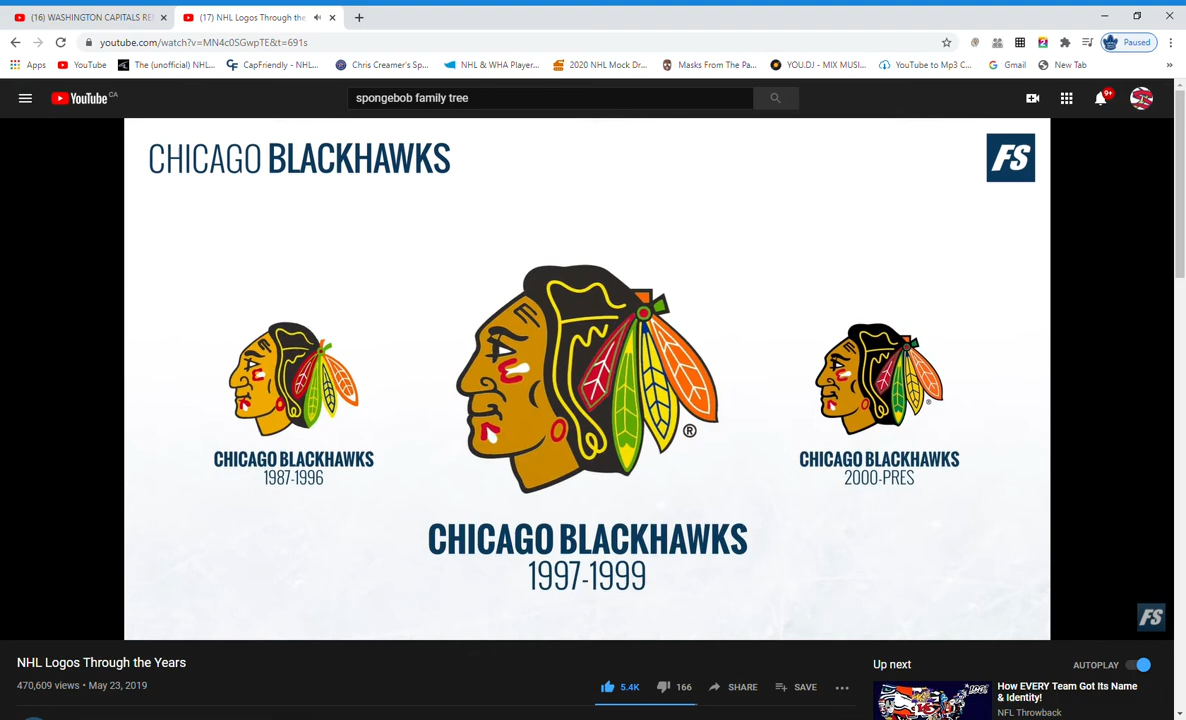 (16) WASHINGTON CAPITALS RE
(17) NHL Logos Through the
youtube.com/watch?v=MN4c0SGwpTE&t=691s
Paused
Apps
YouTube
The (unofficial) NHL...
CapFriendly - NHL...
Chris Creamer's Sp...
NHL & WHA Player...
2020 NHL Mock Dr...
Masks From The Pa...
YOU.DJ - MIX MUSI...
YouTube to Mp3 C...
Gmail
New Tab
»
YouTube CA
spongebob family tree
9+
CHICAGO BLACKHAWKS
FS
®
CHICAGO BLACKHAWKS
1987-1996
CHICAGO BLACKHAWKS
1997-1999
CHICAGO BLACKHAWKS
2000-PRES
FS
NHL Logos Through the Years
470,609 views • May 23, 2019
5.4K
166
SHARE
SAVE
Up next
AUTOPLAY
How EVERY Team Got Its Name
& Identity!
NFL Throwback